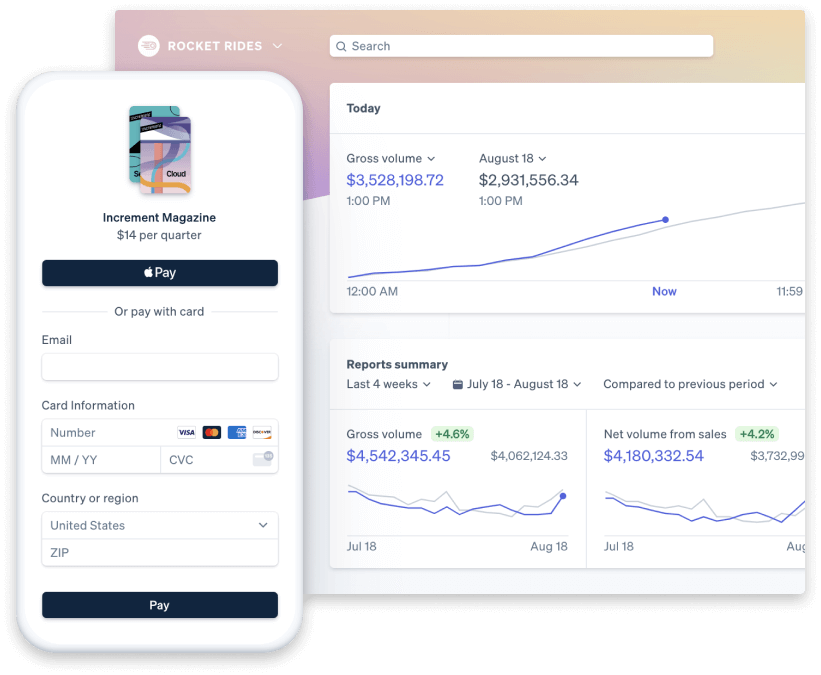 ROCKET RIDES
Search
Today
Gross volume
August 18
$3,528,198.72
$2,931,556.34
1:00 PM
1:00 PM
12:00 AM
Now
11:59
Reports summary
Last 4 weeks
July 18 - August 18
Compared to previous period
Gross volume
+4.6%
$4,542,345.45
$4,062,124.33
Jul 18
Aug 18
Net volume from sales
+4.2%
$4,180,332.54
$3,732,99
Jul 18
Aug
INCREMENT
INCREMENT
Cloud
Increment Magazine
$14 per quarter
Pay
Or pay with card
Email
Card Information
Number
VISA
DISCOVER
MM / YY
CVC
Country or region
United States
ZIP
Pay